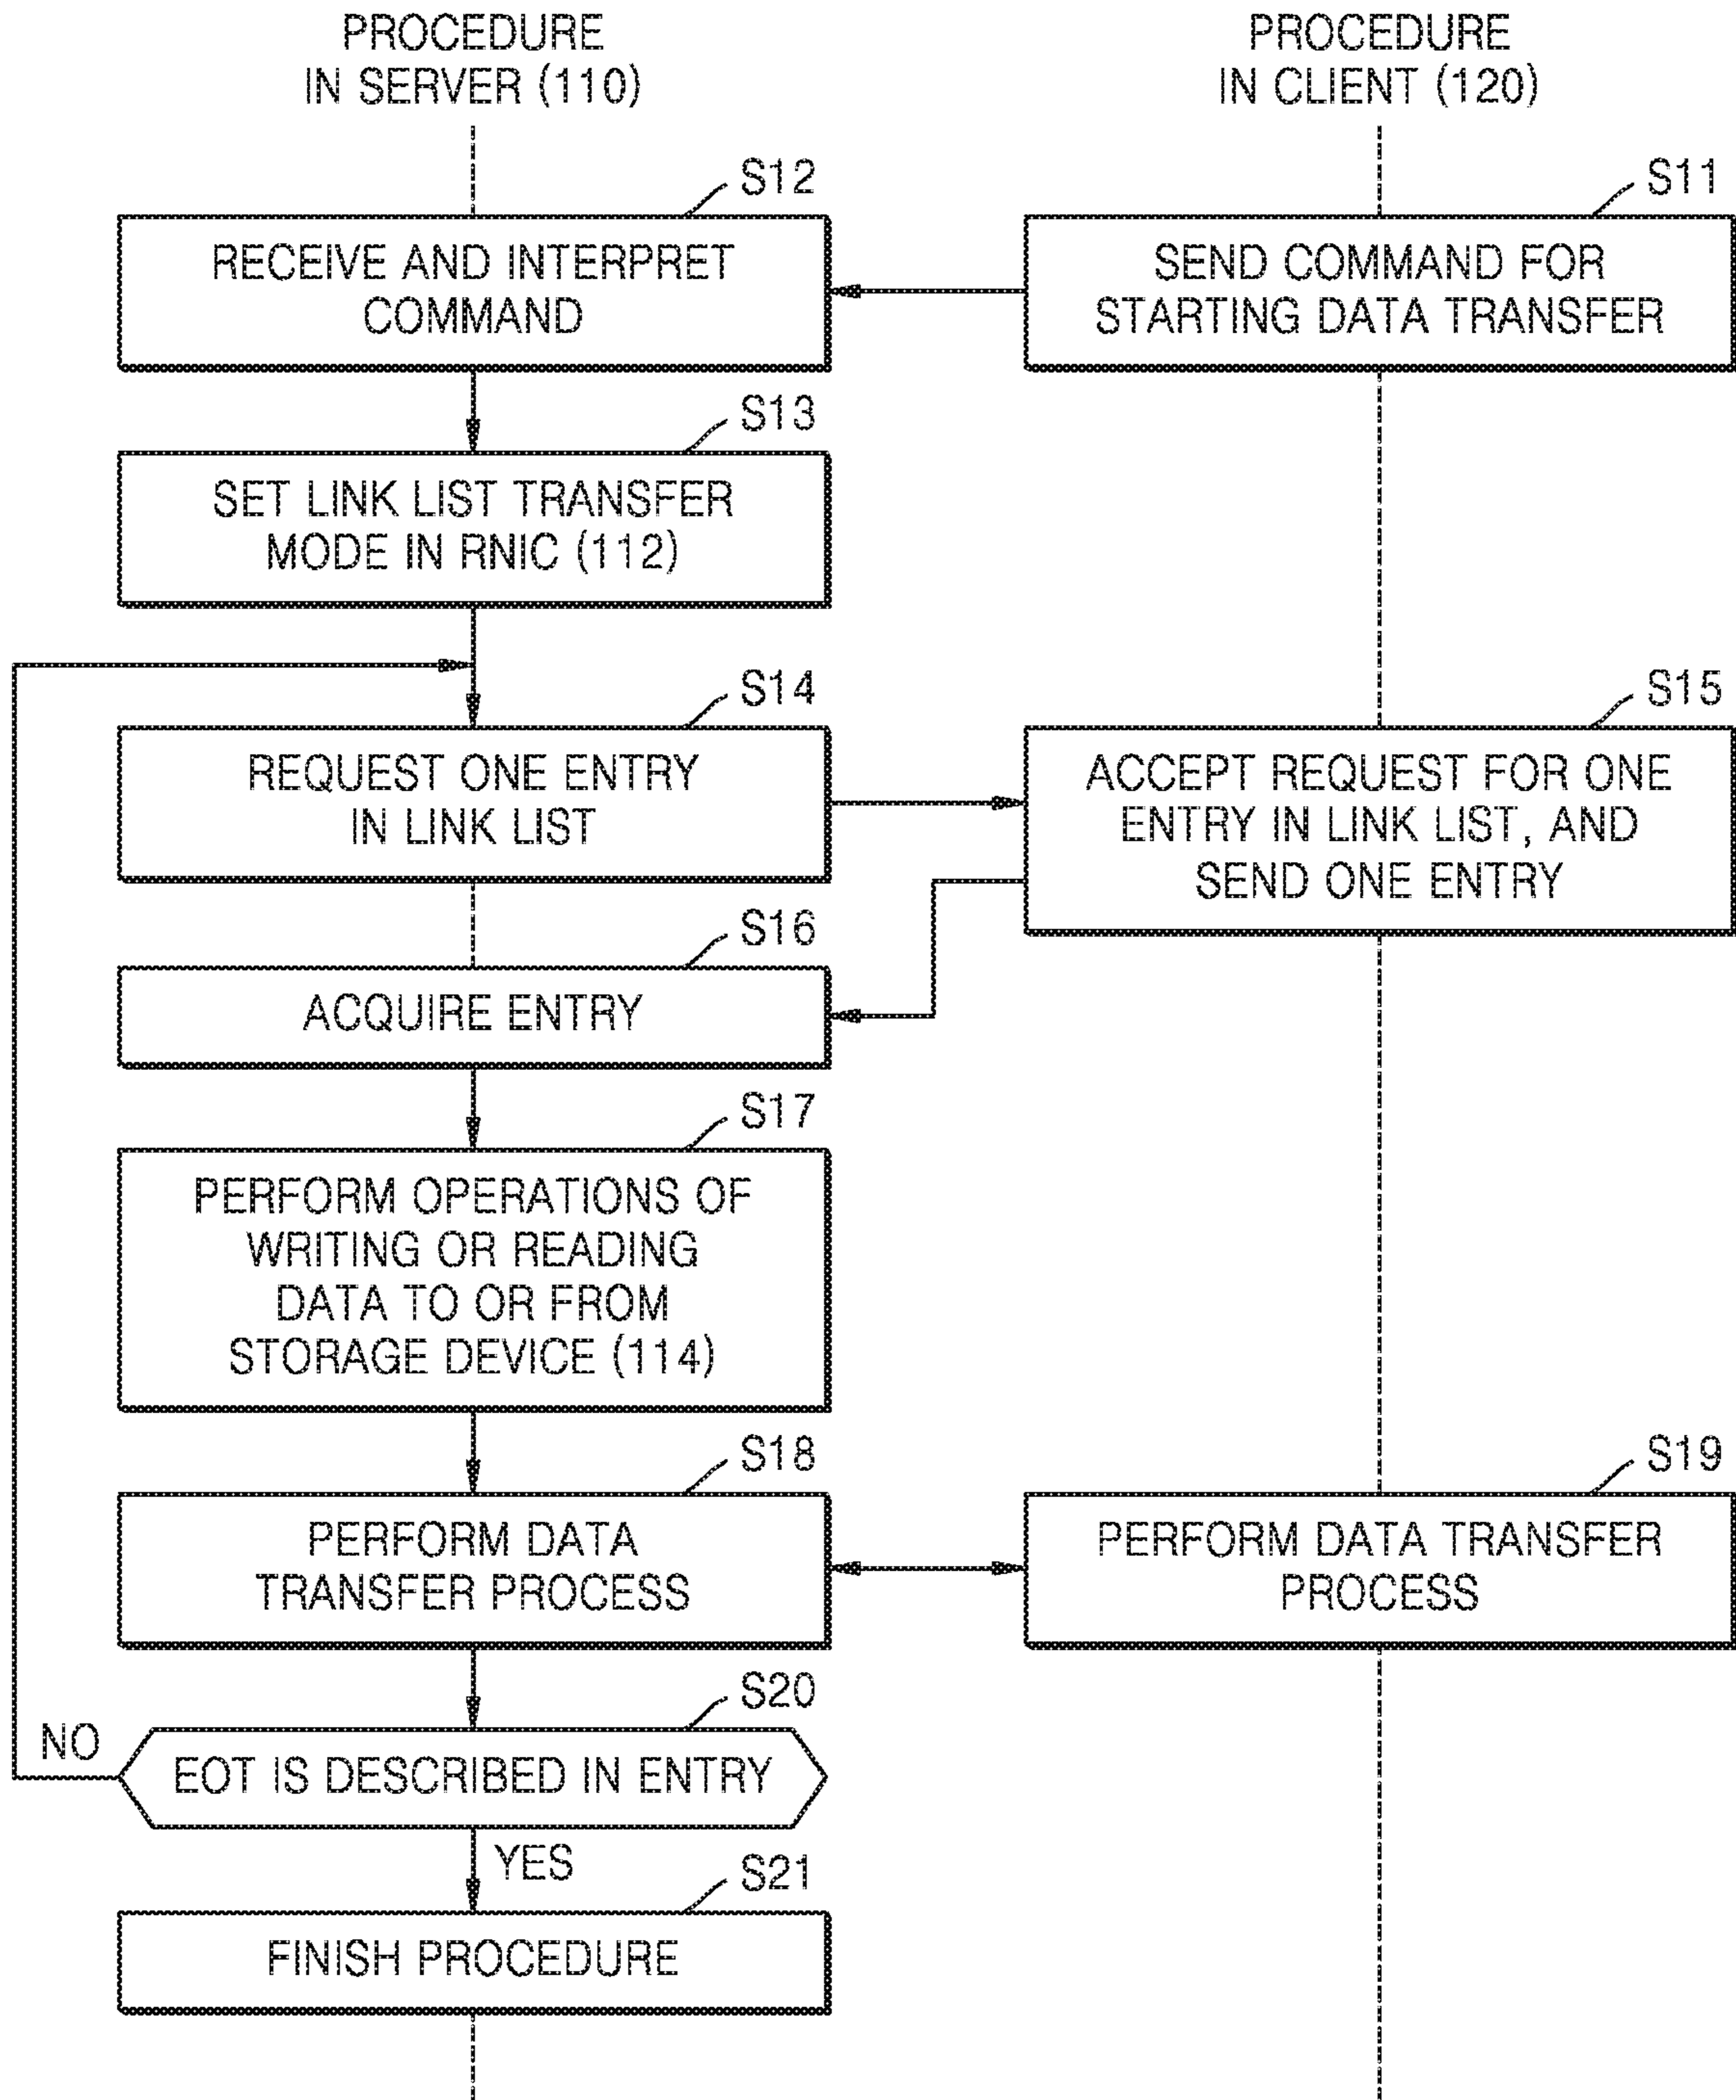 PROCEDURE
IN SERVER (110)
PROCEDURE
IN CLIENT (120)
S12
RECEIVE AND INTERPRET
COMMAND
S11
SEND COMMAND FOR
STARTING DATA TRANSFER
S13
SET LINK LIST TRANSFER
MODE IN RNIC (112)
S14
REQUEST ONE ENTRY
IN LINK LIST
S15
ACCEPT REQUEST FOR ONE
ENTRY IN LINK LIST, AND
SEND ONE ENTRY
S16
ACQUIRE ENTRY
S17
PERFORM OPERATIONS OF
WRITING OR READING
DATA TO OR FROM
STORAGE DEVICE (114)
S18
PERFORM DATA
TRANSFER PROCESS
S19
PERFORM DATA TRANSFER
PROCESS
S20
NO
EOT IS DESCRIBED IN ENTRY
YES
S21
FINISH PROCEDURE